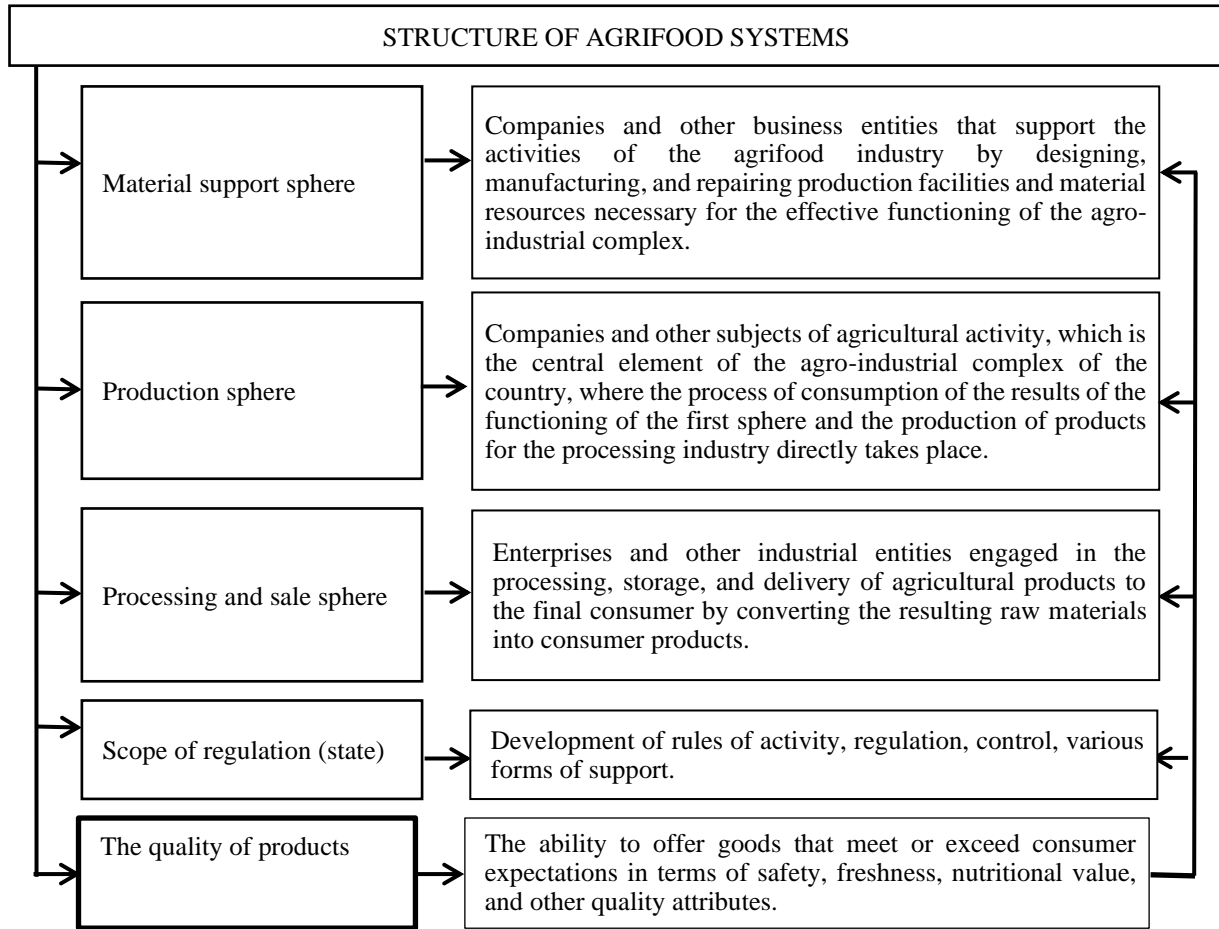 STRUCTURE OF AGRIFOOD SYSTEMS
Material support sphere
Companies and other business entities that support the
activities of the agrifood industry by designing,
manufacturing, and repairing production facilities and material
resources necessary for the effective functioning of the agro-
industrial complex.
Production sphere
Companies and other subjects of agricultural activity, which is
the central element of the agro-industrial complex of the
country, where the process of consumption of the results of the
functioning of the first sphere and the production of products
for the processing industry directly takes place.
Processing and sale sphere
Enterprises and other industrial entities engaged in the
processing, storage, and delivery of agricultural products to
the final consumer by converting the resulting raw materials
into consumer products.
Scope of regulation (state)
Development of rules of activity, regulation, control, various
forms of support.
The quality of products
The ability to offer goods that meet or exceed consumer
expectations in terms of safety, freshness, nutritional value,
and other quality attributes.